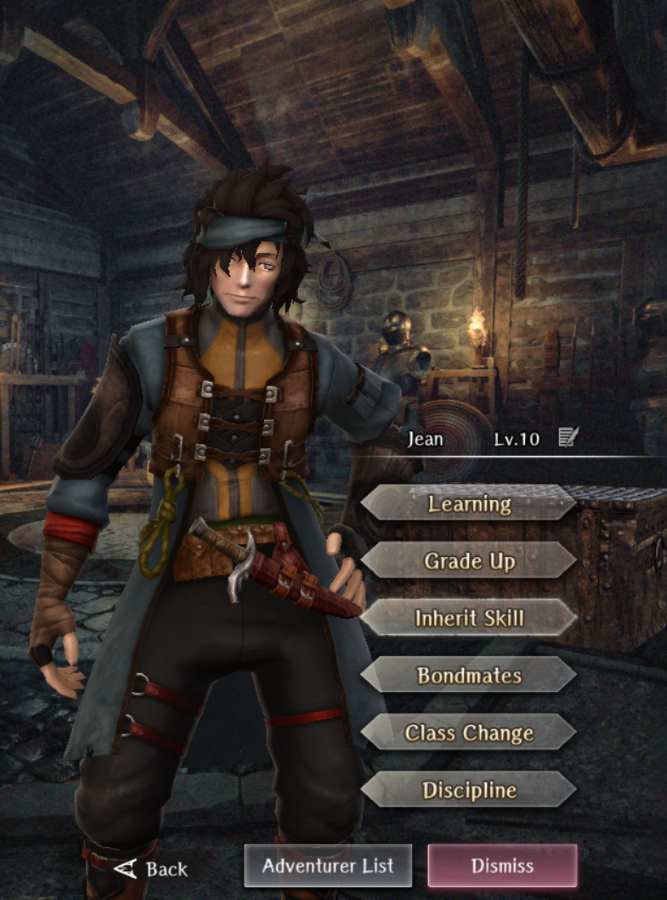 Jean Lv.10
Learning
Grade Up
Inherit Skill
Bondmates
Class Change
Discipline
Back Adventurer List Dismiss